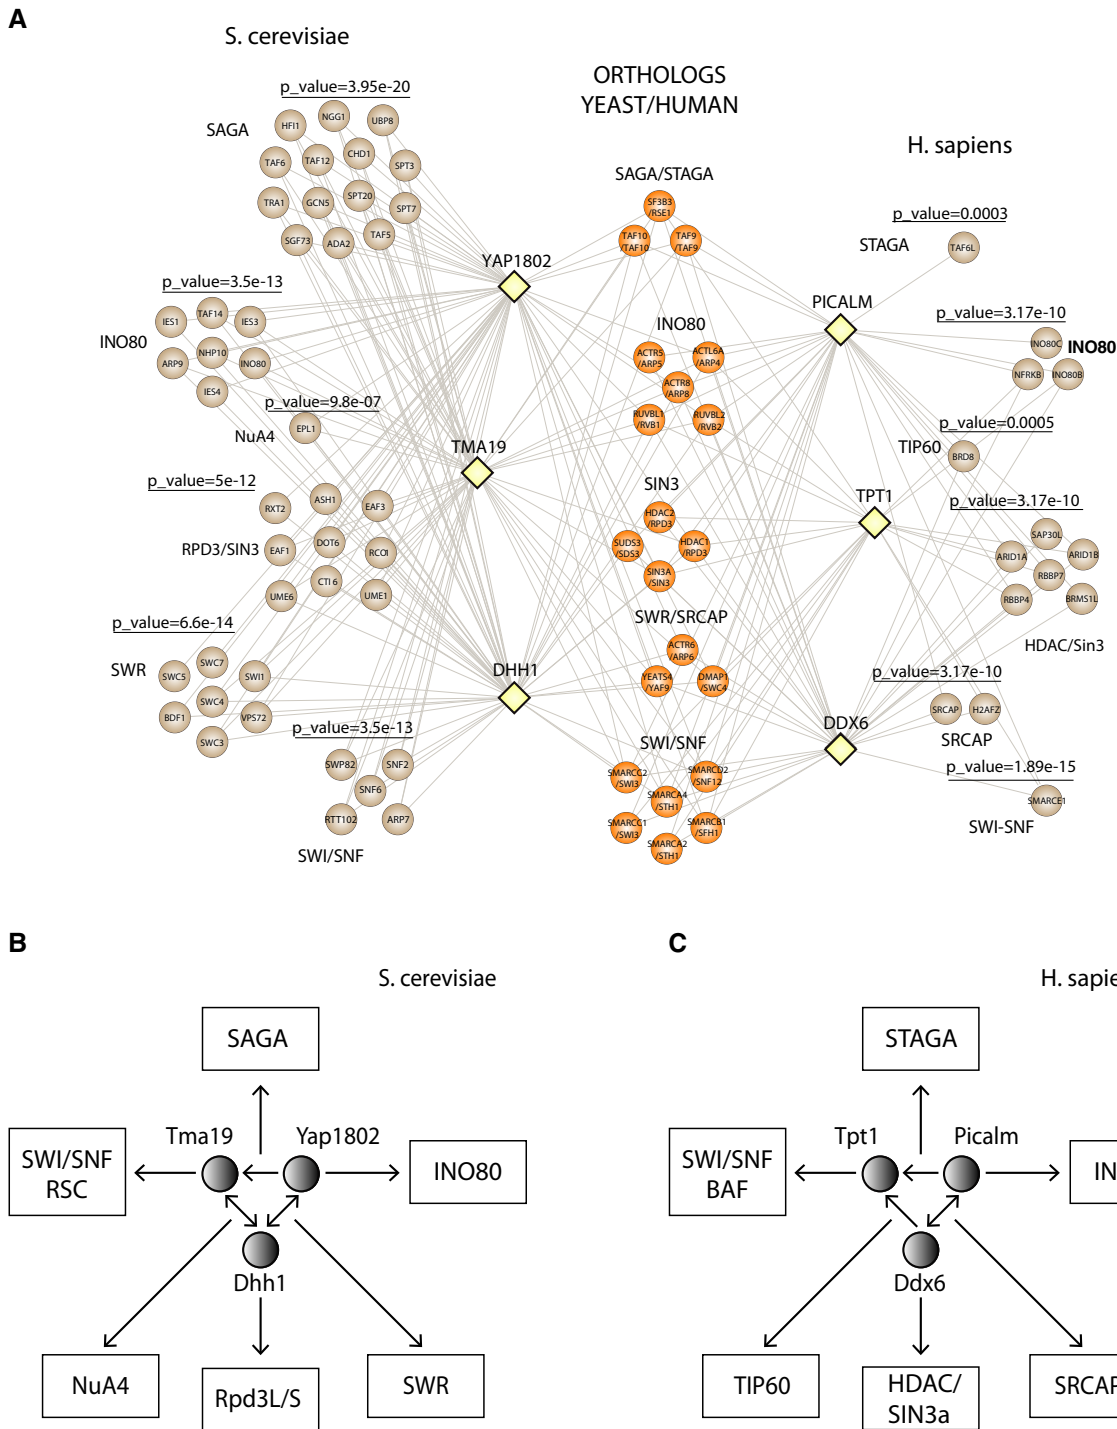 A
S. cerevisiae
ORTHOLOGS
YEAST/HUMAN
H. sapiens
p_value=3.95e-20
SAGA
HFI1
NGG1
UBP8
TAF6
TAF12
CHD1
SPT3
TRA1
GCN5
SPT20
SPT7
SGF73
ADA2
TAF5
YAP1802
p_value=3.5e-13
INO80
IES1
TAF14
IES3
ARP9
NHP10
INO80
IES4
p_value=9.8e-07
NuA4
EPL1
TMA19
p_value=5e-12
RPD3/SIN3
RXT2
ASH1
EAF3
EAF1
DOT6
RCO1
CTI6
UME6
UME1
p_value=6.6e-14
SWR
SWC5
SWC7
SWI1
SWC4
BDF1
VPS72
SWC3
DHH1
p_value=3.5e-13
SWP82
SNF2
SNF6
RTT102
ARP7
SWI/SNF
SAGA/STAGA
SF3B3
/RSE1
TAF10
/TAF10
TAF9
/TAF9
INO80
ACTR5
/ARP5
ACTL6A
/ARP4
ACTR8
/ARP8
RUVBL1
/RVB1
RUVBL2
/RVB2
SIN3
HDAC2
/RPD3
SUDS3
/SDS3
HDAC1
/RPD3
SIN3A
/SIN3
SWR/SRCAP
ACTR6
/ARP6
YEATS4
/YAF9
DMAP1
/SWC4
SWI/SNF
SMARCC2
/SWI3
SMARCD2
/SNF12
SMARCA4
/STH1
SMARCC1
/SWI3
SMARCB1
/SFH1
SMARCA2
/STH1
p_value=0.0003
STAGA
TAF6L
PICALM
p_value=3.17e-10
INO80C
INO80
NFRKB
INO80B
p_value=0.0005
TIP60
BRD8
TPT1
p_value=3.17e-10
SAP30L
ARID1A
ARID1B
RBBP7
RBBP4
BRMS1L
HDAC/Sin3
p_value=3.17e-10
SRCAP
H2AFZ
SRCAP
DDX6
p_value=1.89e-15
SMARCE1
SWI-SNF
B
S. cerevisiae
SAGA
Tma19
Yap1802
SWI/SNF
RSC
INO80
Dhh1
NuA4
Rpd3L/S
SWR
C
H. sapie
STAGA
Tpt1
Picalm
SWI/SNF
BAF
IN
Ddx6
TIP60
HDAC/
SIN3a
SRCAP